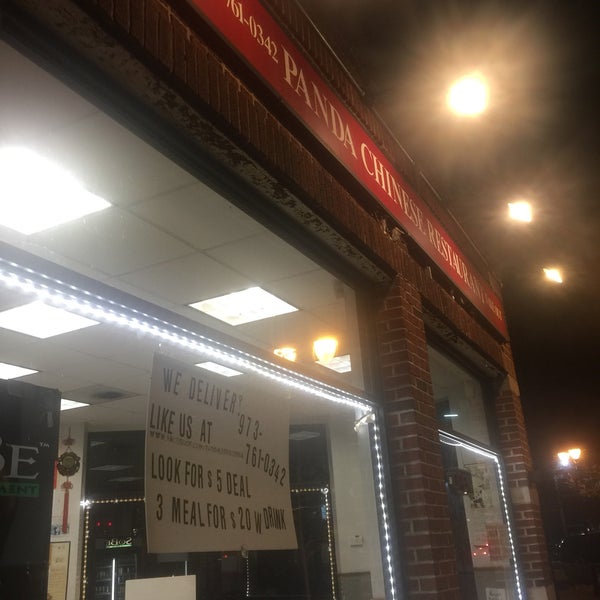 761-0342 PANDA CHINESE RESTAURANT
WE DELIVER!
973-
LIKE US AT
761-0342
LOOK FOR $ 5 DEAL
3 MEAL FOR $ 20 W DRINK
BE™